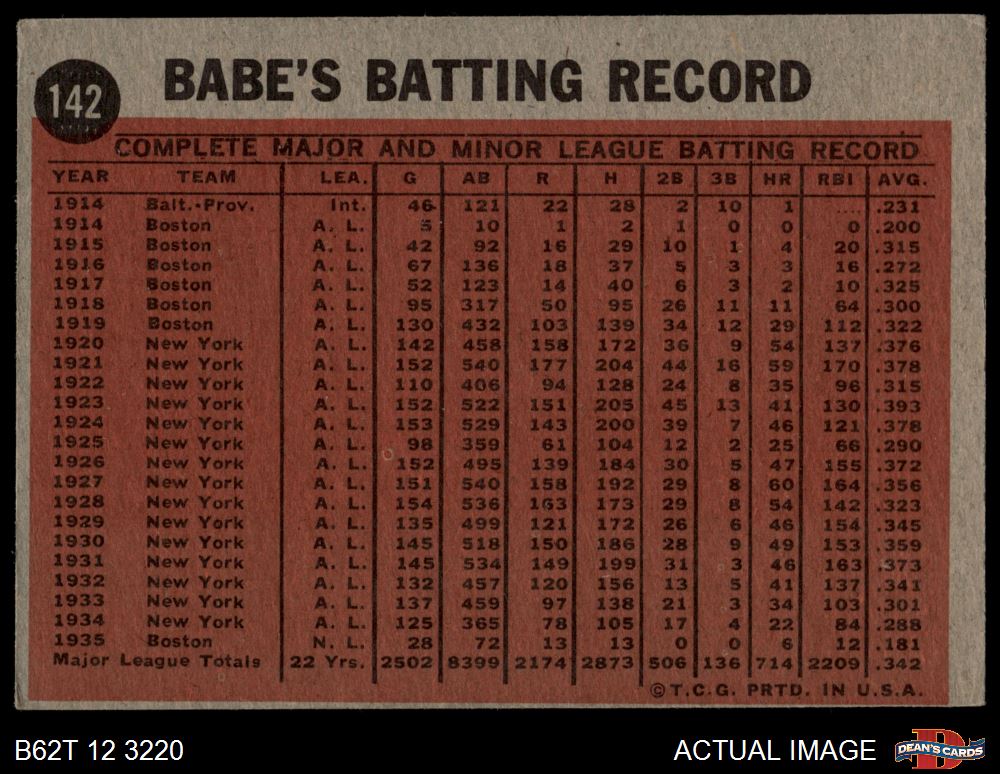 142
BABE'S BATTING RECORD
COMPLETE MAJOR AND MINOR LEAGUE BATTING RECORD
YEAR TEAM LEA. G AB R H 2B 3B HR RBI AVG.
1914 Balt.-Prov. Int. 46 121 22 28 2 10 1 .... .231
1914 Boston A. L. 5 10 1 2 1 0 0 0 .200
1915 Boston A. L. 42 92 16 29 10 1 4 20 .315
1916 Boston A. L. 67 136 18 37 5 3 3 16 .272
1917 Boston A. L. 52 123 14 40 6 3 2 10 .325
1918 Boston A. L. 95 317 50 95 26 11 11 64 .300
1919 Boston A. L. 130 432 103 139 34 12 29 112 .322
1920 New York A. L. 142 458 158 172 36 9 54 137 .376
1921 New York A. L. 152 540 177 204 44 16 59 170 .378
1922 New York A. L. 110 406 94 128 24 8 35 96 .315
1923 New York A. L. 152 522 151 205 45 13 41 130 .393
1924 New York A. L. 153 529 143 200 39 7 46 121 .378
1925 New York A. L. 98 359 61 104 12 2 25 66 .290
1926 New York A. L. 152 495 139 184 30 5 47 155 .372
1927 New York A. L. 151 540 158 192 29 8 60 164 .356
1928 New York A. L. 154 536 163 173 29 8 54 142 .323
1929 New York A. L. 135 499 121 172 26 6 46 154 .345
1930 New York A. L. 145 518 150 186 28 9 49 153 .359
1931 New York A. L. 145 534 149 199 31 3 46 163 .373
1932 New York A. L. 132 457 120 156 13 5 41 137 .341
1933 New York A. L. 137 459 97 138 21 3 34 103 .301
1934 New York A. L. 125 365 78 105 17 4 22 84 .288
1935 Boston N. L. 28 72 13 13 0 0 6 12 .181
Major League Totals 22 Yrs. 2502 8399 2174 2873 506 136 714 2209 .342
© T.C.G. PRTD. IN U.S.A.
B62T 12 3220 ACTUAL IMAGE DEAN'S CARDS